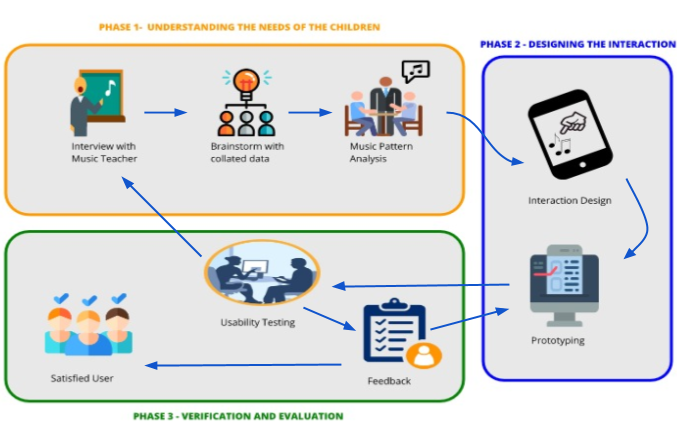 PHASE 1- UNDERSTANDING THE NEEDS OF THE CHILDREN
PHASE 2 - DESIGNING THE INTERACTION
Interview with
Music Teacher
Brainstorm with
collated data
Music Pattern
Analysis
Interaction Design
Prototyping
Usability Testing
Feedback
Satisfied User
PHASE 3 - VERIFICATION AND EVALUATION